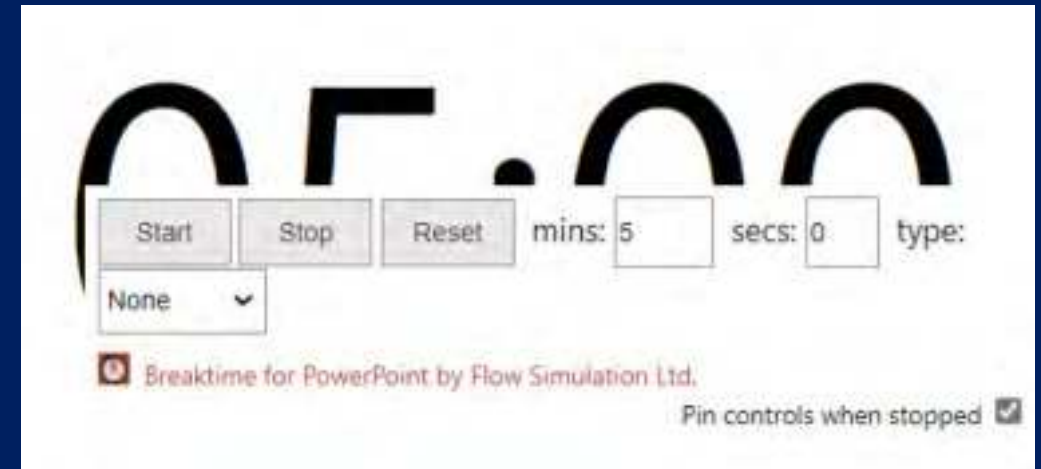 05:00
Start Stop Reset mins: 5 secs: 0 type:
None
Breaktime for PowerPoint by Flow Simulation Ltd.
Pin controls when stopped